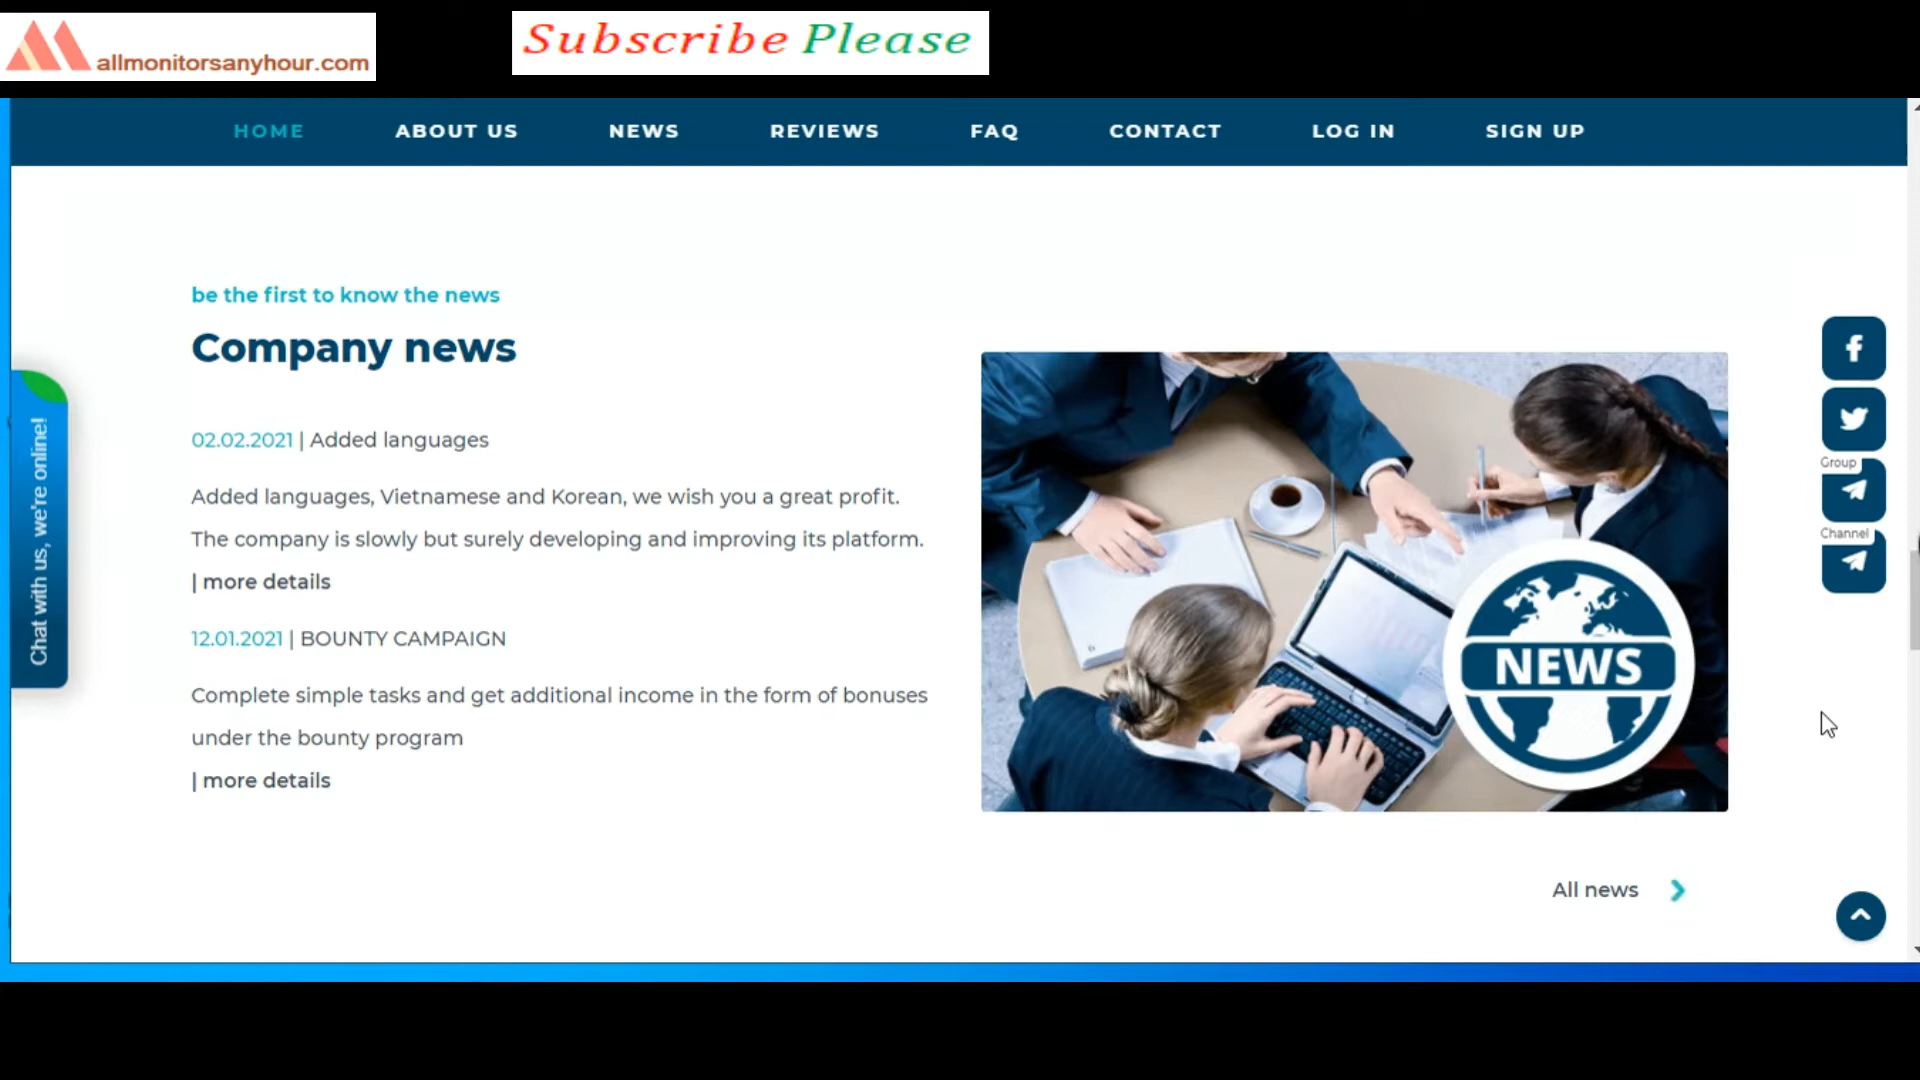 allmonitorsanyhour.com
Subscribe Please
HOME ABOUT US NEWS REVIEWS FAQ CONTACT LOG IN SIGN UP
be the first to know the news
Company news
02.02.2021 | Added languages
Added languages, Vietnamese and Korean, we wish you a great profit.
The company is slowly but surely developing and improving its platform.
| more details
12.01.2021 | BOUNTY CAMPAIGN
Complete simple tasks and get additional income in the form of bonuses
under the bounty program
| more details
NEWS
All news
Chat with us, we're online!
Group
Channel